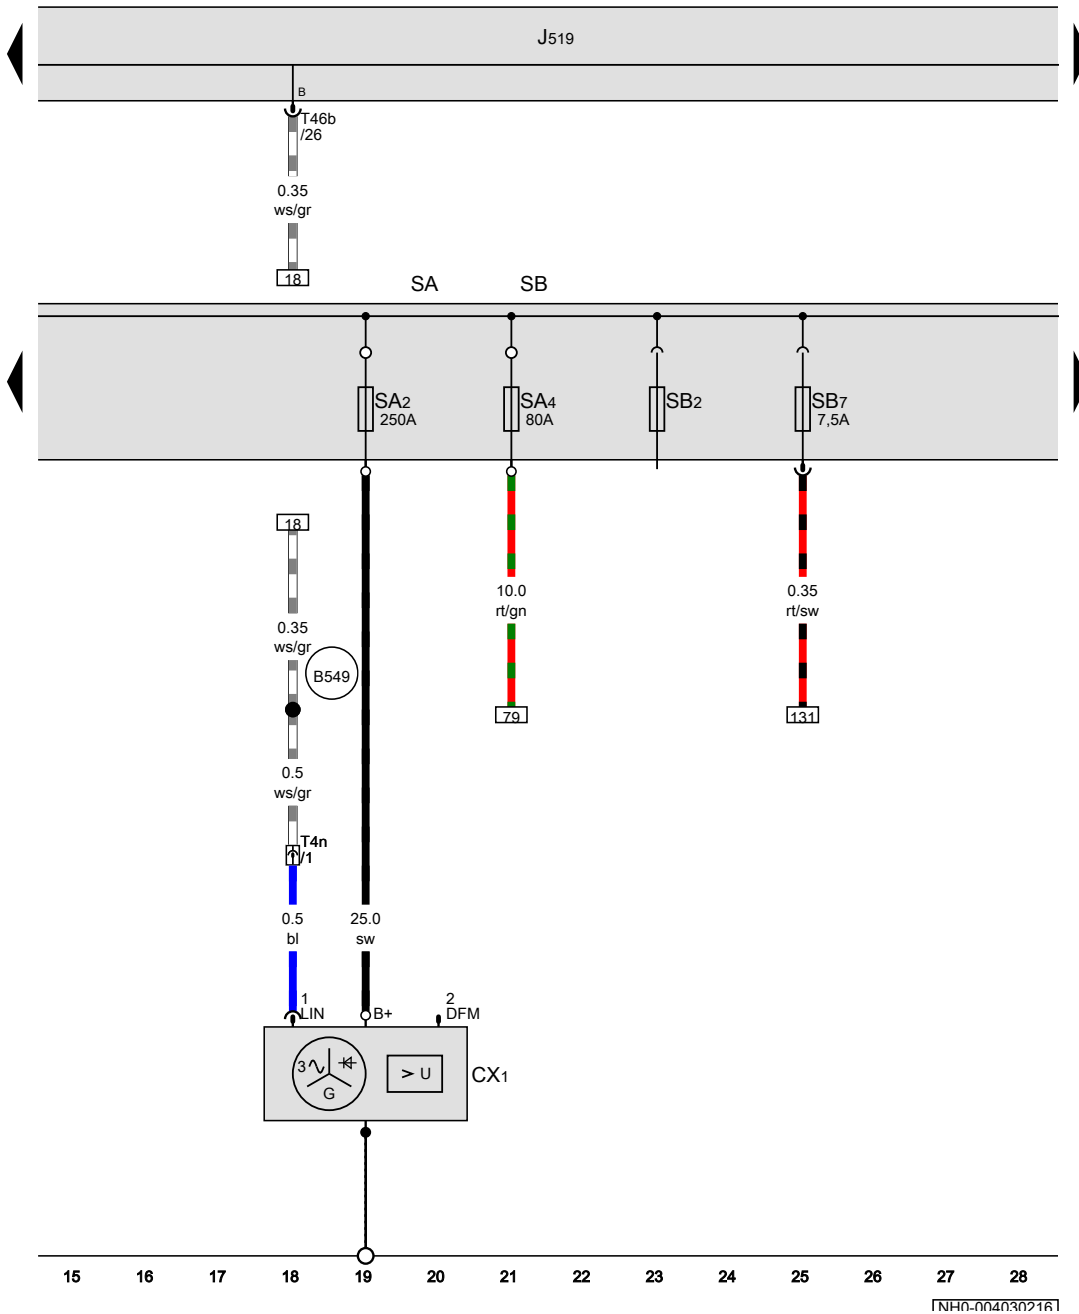 J519
B
T46b
/26
0.35
ws/gr
18
SA SB
SA2
250A
SA4
80A
SB2
SB7
7,5A
18
10.0
rt/gn
0.35
rt/sw
0.35
ws/gr
B549
79
131
0.5
ws/gr
T4n
/1
0.5
bl
25.0
sw
1
LIN
B+
2
DFM
3
G
> U
CX1
15 16 17 18 19 20 21 22 23 24 25 26 27 28
NH0-004030216